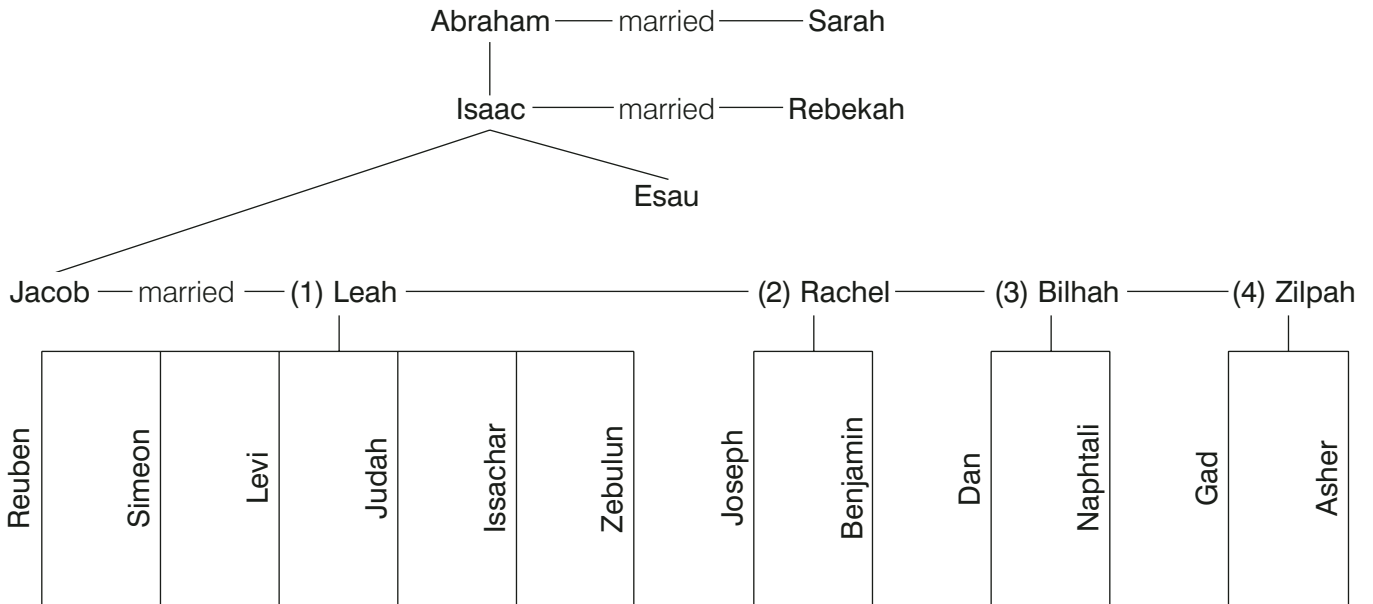 Abraham married Sarah
Isaac married Rebekah
Esau
Jacob married (1) Leah (2) Rachel (3) Bilhah (4) Zilpah
Reuben
Simeon
Levi
Judah
Issachar
Zebulun
Joseph
Benjamin
Dan
Naphtali
Gad
Asher